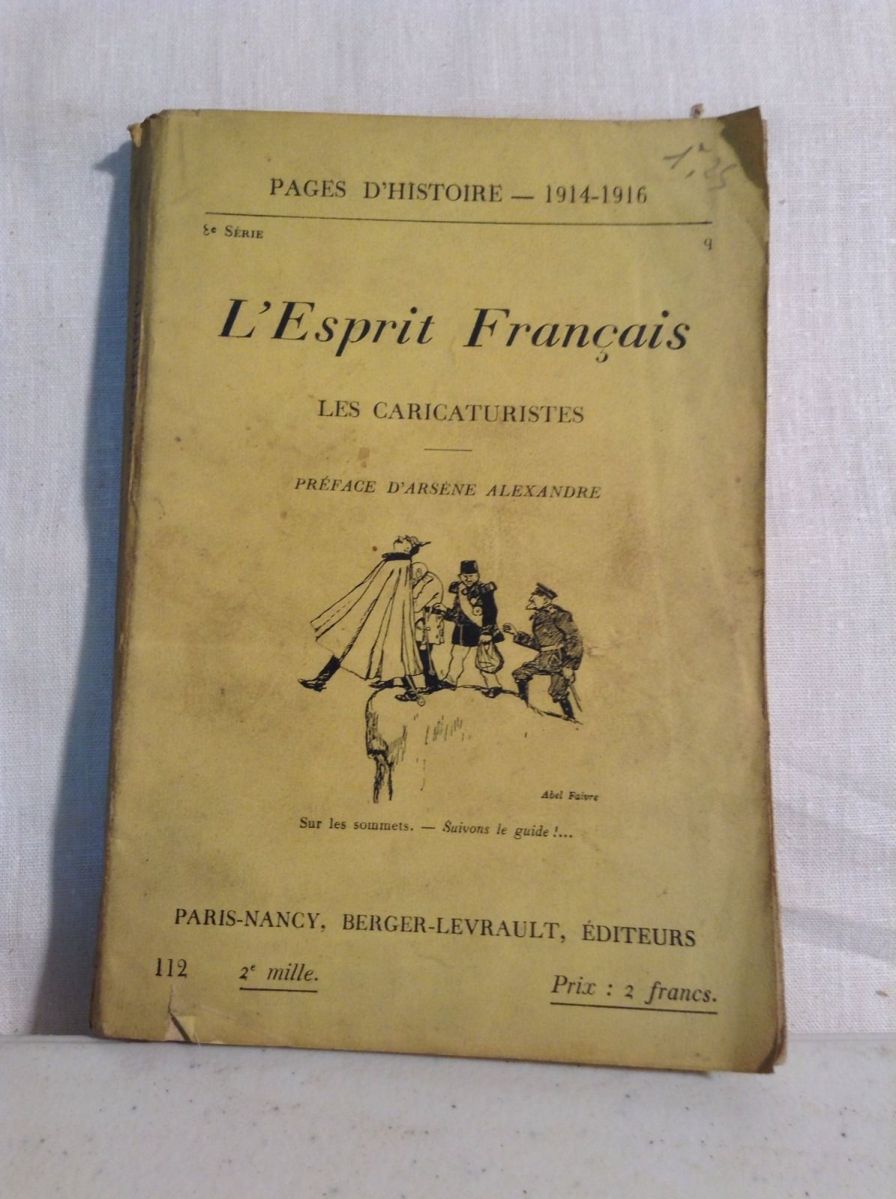 1,25
PAGES D'HISTOIRE — 1914-1916
8e SÉRIE 9
L'Esprit Français
LES CARICATURISTES
PRÉFACE D'ARSÈNE ALEXANDRE
Abel Faivre
Sur les sommets. — Suivons le guide !...
PARIS-NANCY, BERGER-LEVRAULT, ÉDITEURS
112 2e mille. Prix : 2 francs.